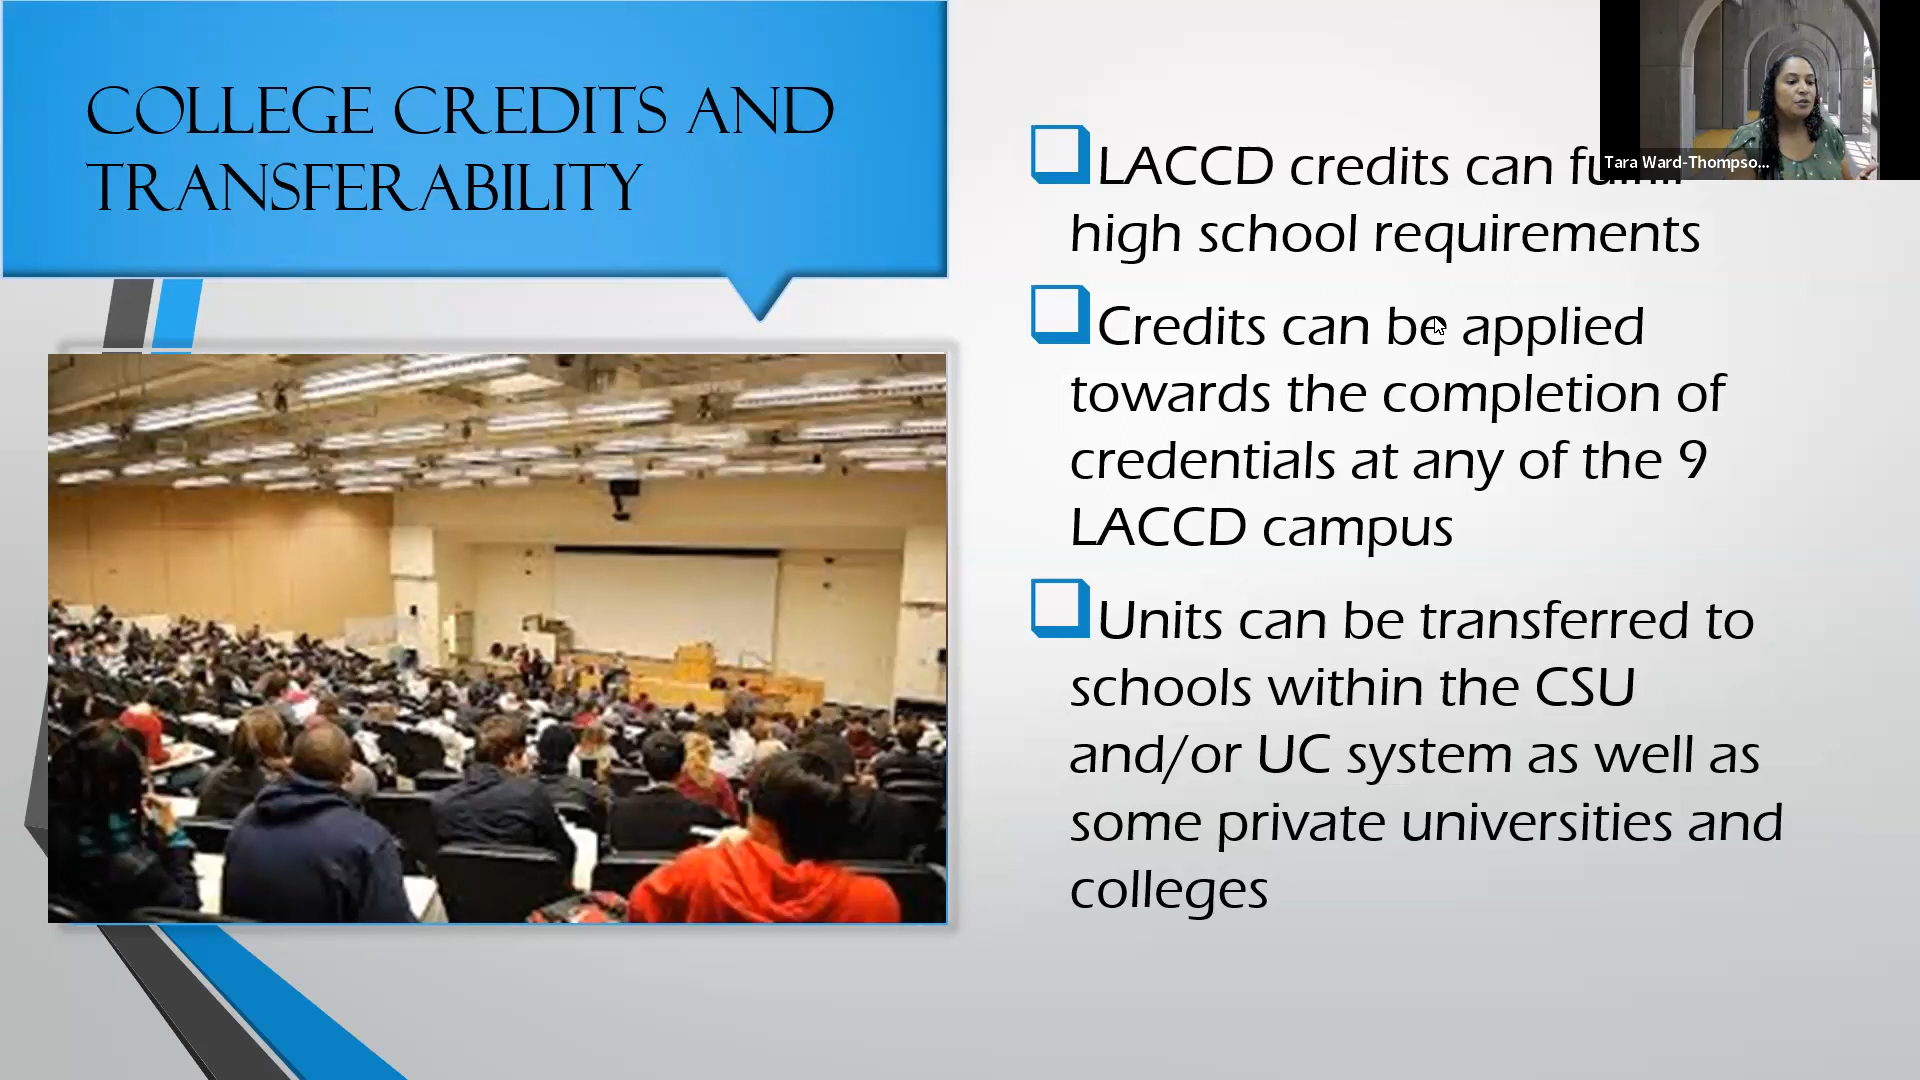 COLLEGE CREDITS AND
TRANSFERABILITY
LACCD credits can
high school requirements
Credits can be applied
towards the completion of
credentials at any of the 9
LACCD campus
Units can be transferred to
schools within the CSU
and/or UC system as well as
some private universities and
colleges
Tara Ward-Thompso...